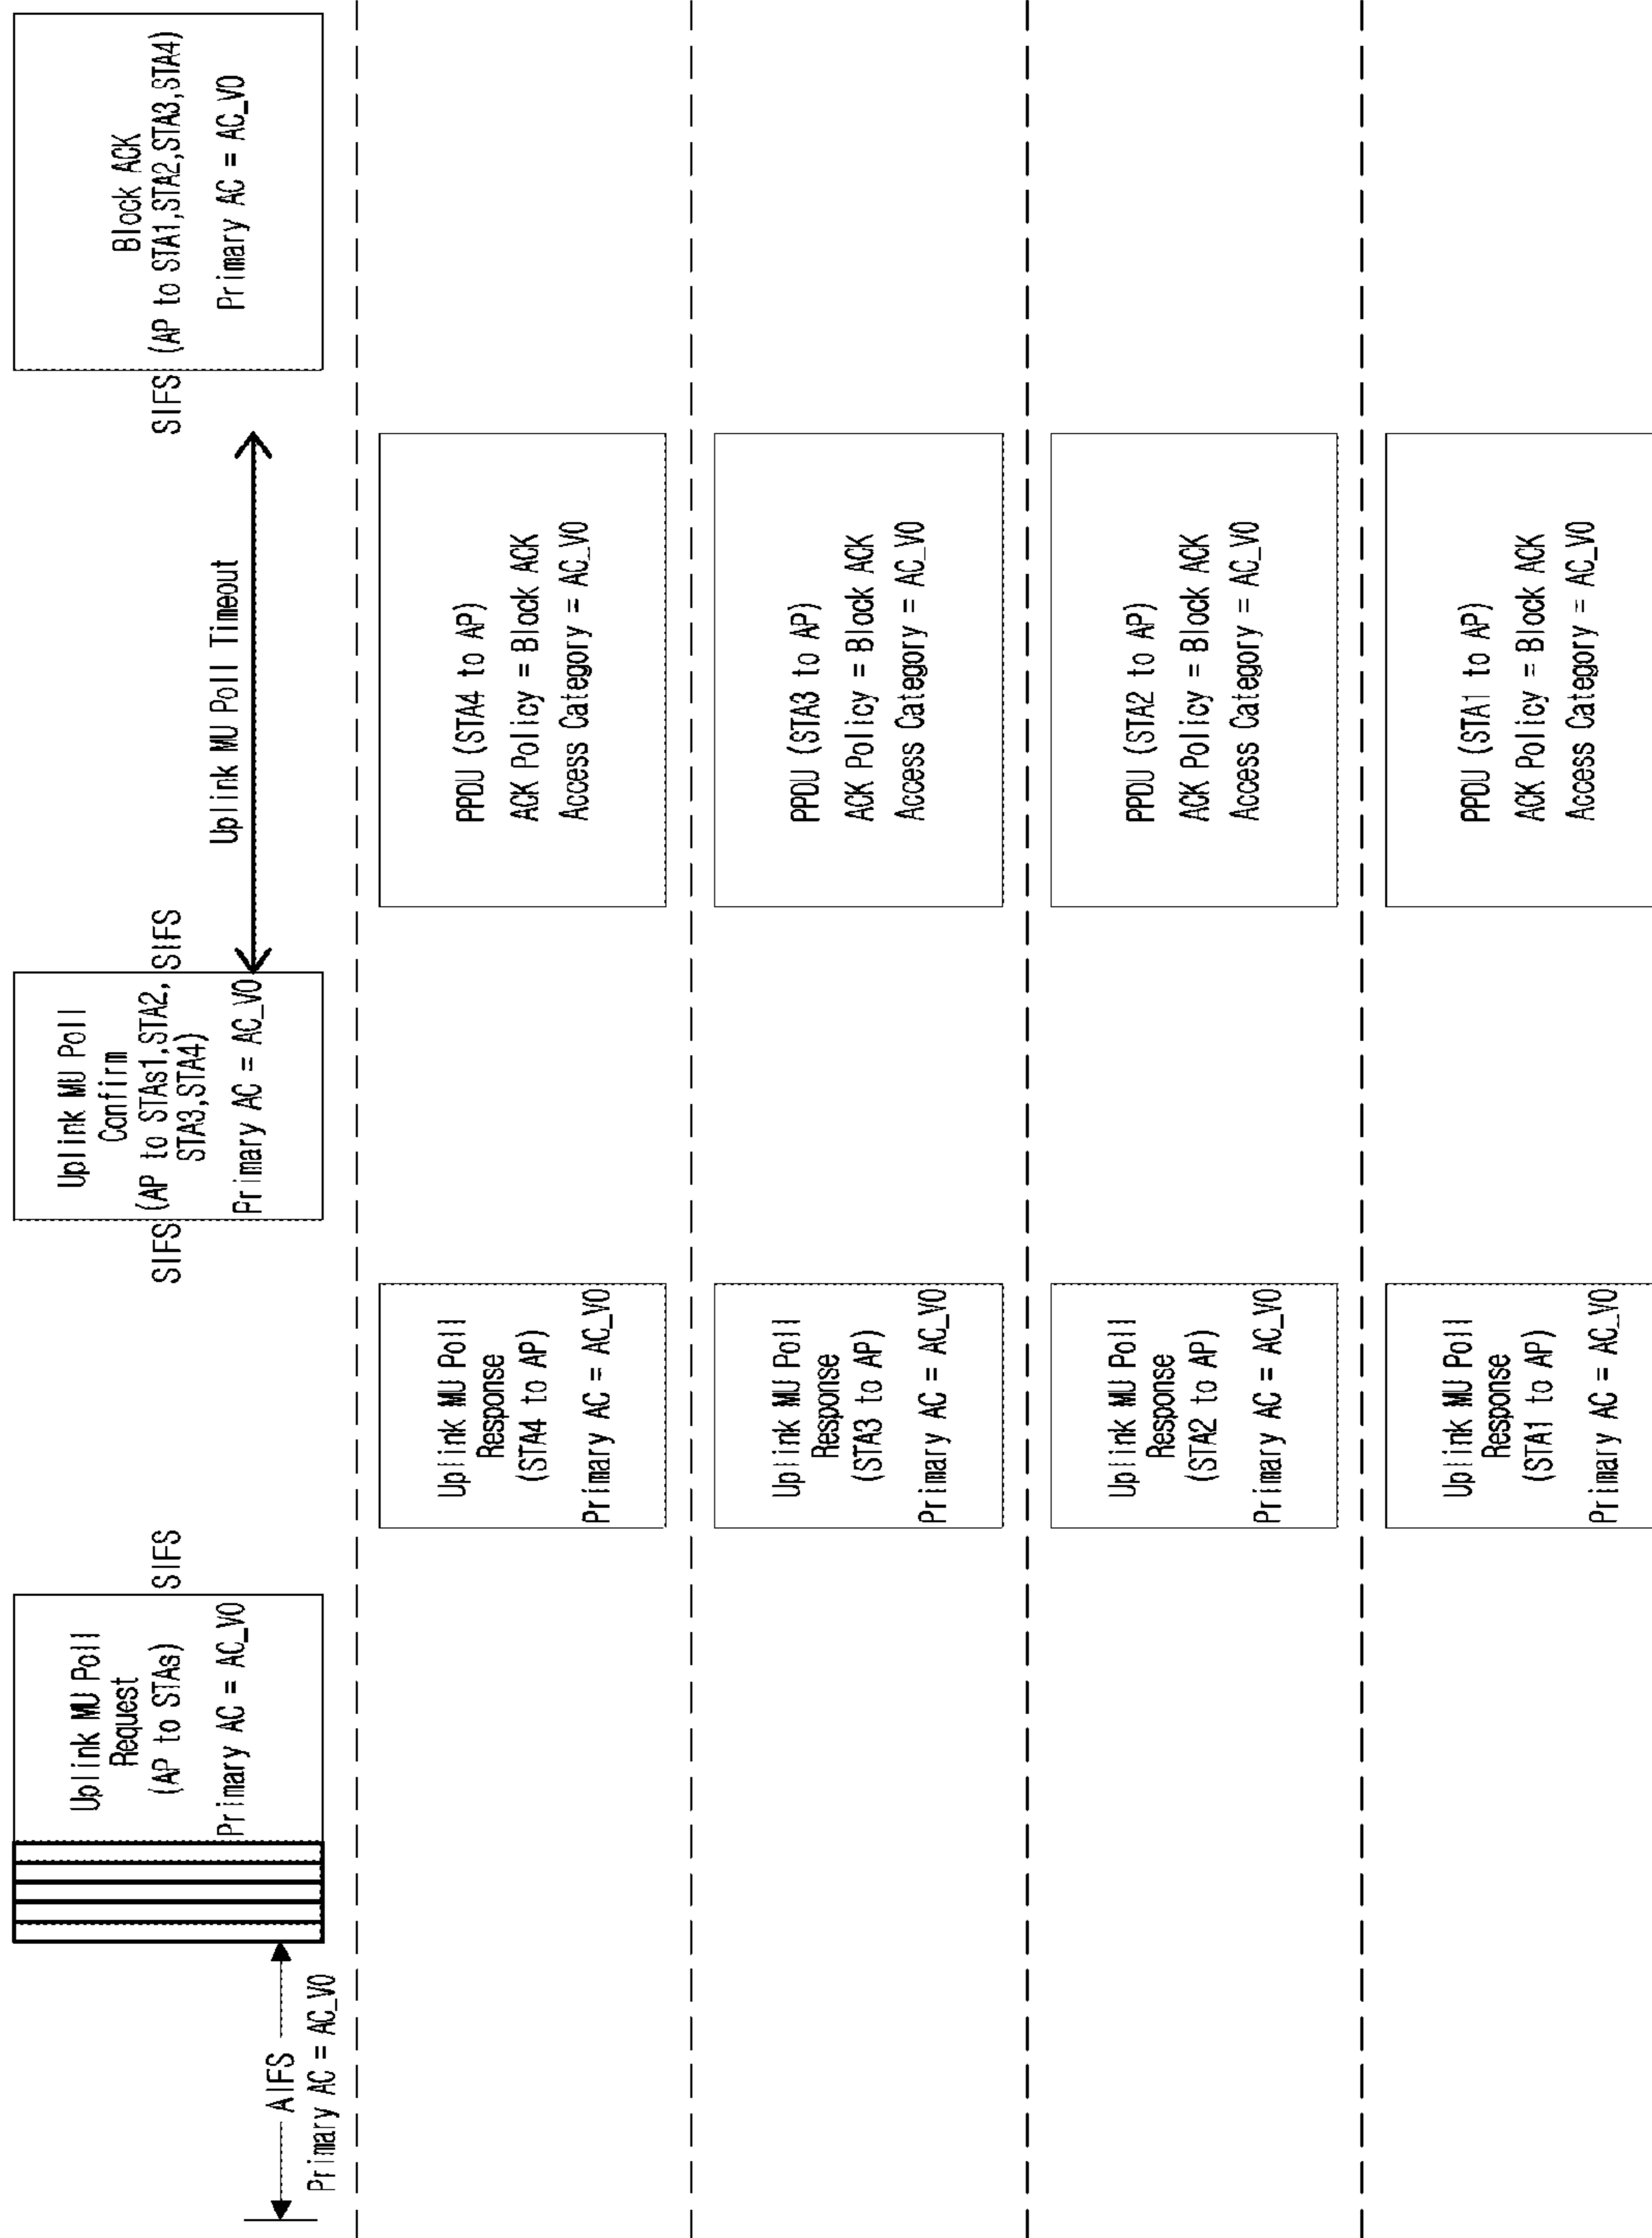 AIFS
Primary AC = AC_VO
Uplink MU Poll
Request
(AP to STAs)
Primary AC = AC_VO
SIFS
SIFS
Uplink MU Poll
Confirm
(AP to STAs1,STA2,
STA3,STA4)
Primary AC = AC_VO
SIFS
Uplink MU Poll Timeout
SIFS
Block ACK
(AP to STA1,STA2,STA3,STA4)
Primary AC = AC_VO
Uplink MU Poll
Response
(STA4 to AP)
Primary AC = AC_VO
PPDU (STA4 to AP)
ACK Policy = Block ACK
Access Category = AC_VO
Uplink MU Poll
Response
(STA3 to AP)
Primary AC = AC_VO
PPDU (STA3 to AP)
ACK Policy = Block ACK
Access Category = AC_VO
Uplink MU Poll
Response
(STA2 to AP)
Primary AC = AC_VO
PPDU (STA2 to AP)
ACK Policy = Block ACK
Access Category = AC_VO
Uplink MU Poll
Response
(STA1 to AP)
Primary AC = AC_VO
PPDU (STA1 to AP)
ACK Policy = Block ACK
Access Category = AC_VO